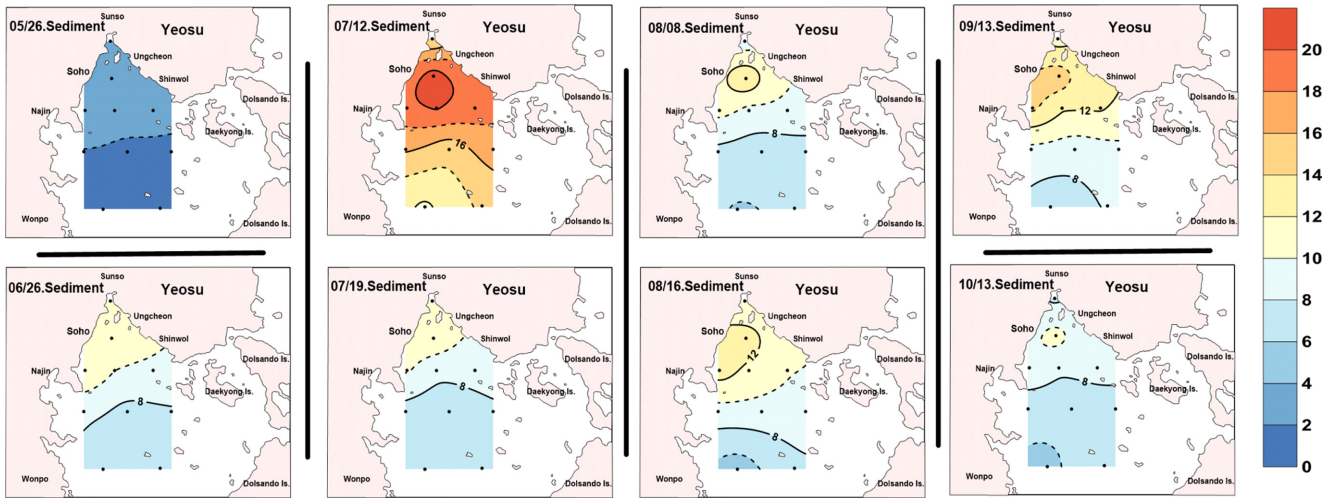 05/26.Sediment
Sunso
Yeosu
Ungcheon
Soho
Shinwol
Najin
Dolsando Is.
Daekyong Is.
Wonpo
Dolsando Is.
07/12.Sediment
Sunso
Yeosu
Ungcheon
Soho
Shinwol
Najin
Dolsando Is.
Daekyong Is.
16
Wonpo
Dolsando Is.
08/08.Sediment
Sunso
Yeosu
Ungcheon
Soho
Shinwol
Najin
Dolsando Is.
Daekyong Is.
8
Wonpo
Dolsando Is.
09/13.Sediment
Sunso
Yeosu
Ungcheon
Soho
Shinwol
Najin
Dolsando Is.
12
Daekyong Is.
8
Wonpo
Dolsando Is.
06/26.Sediment
Sunso
Yeosu
Ungcheon
Soho
Shinwol
Najin
Dolsando Is.
Daekyong Is.
8
Wonpo
Dolsando Is.
07/19.Sediment
Sunso
Yeosu
Ungcheon
Soho
Shinwol
Najin
Dolsando Is.
8
Daekyong Is.
Wonpo
Dolsando Is.
08/16.Sediment
Sunso
Yeosu
Ungcheon
Soho
Shinwol
12
Najin
Dolsando Is.
Daekyong Is.
8
Wonpo
Dolsando Is.
10/13.Sediment
Sunso
Yeosu
Ungcheon
Soho
Shinwol
Najin
Dolsando Is.
8
Daekyong Is.
Wonpo
Dolsando Is.
20
18
16
14
12
10
8
6
4
2
0